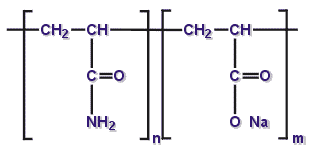 CH₂ CH CH₂ CH
C=O C=O
NH₂ O Na
n m